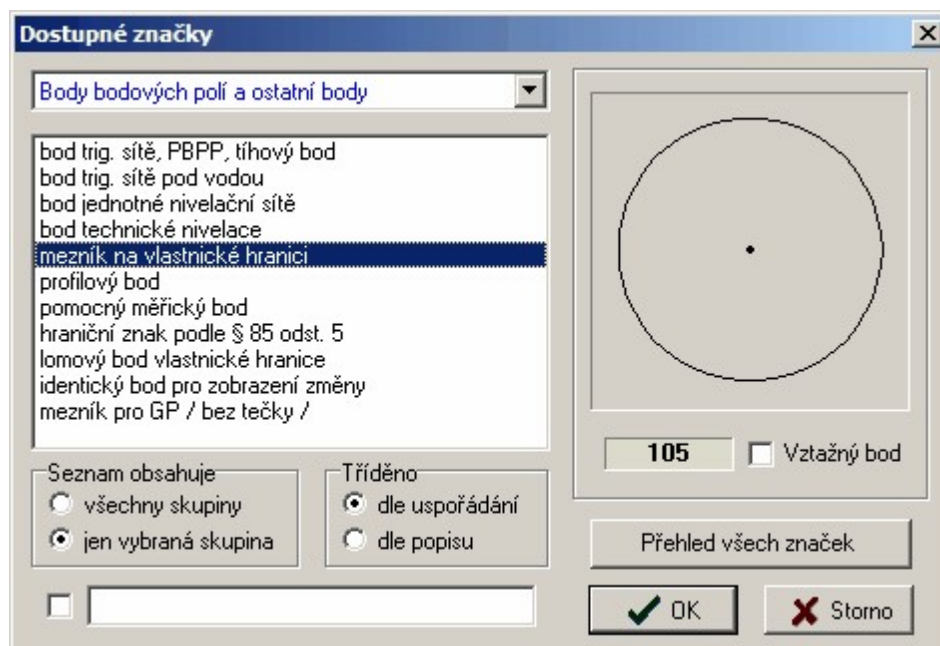 Dostupné značky
Body bodových polí a ostatní body
bod trig. sítě, PBPP, tíhový bod
bod trig. sítě pod vodou
bod jednotné nivelační sítě
bod technické nivelace
mezník na vlastnické hranici
profilový bod
pomocný měřický bod
hraniční znak podle § 85 odst. 5
lomový bod vlastnické hranice
identický bod pro zobrazení změny
mezník pro GP / bez tečky /
105
Vztažný bod
Seznam obsahuje
všechny skupiny
jen vybraná skupina
Tříděno
dle uspořádání
dle popisu
Přehled všech značek
OK
Storno